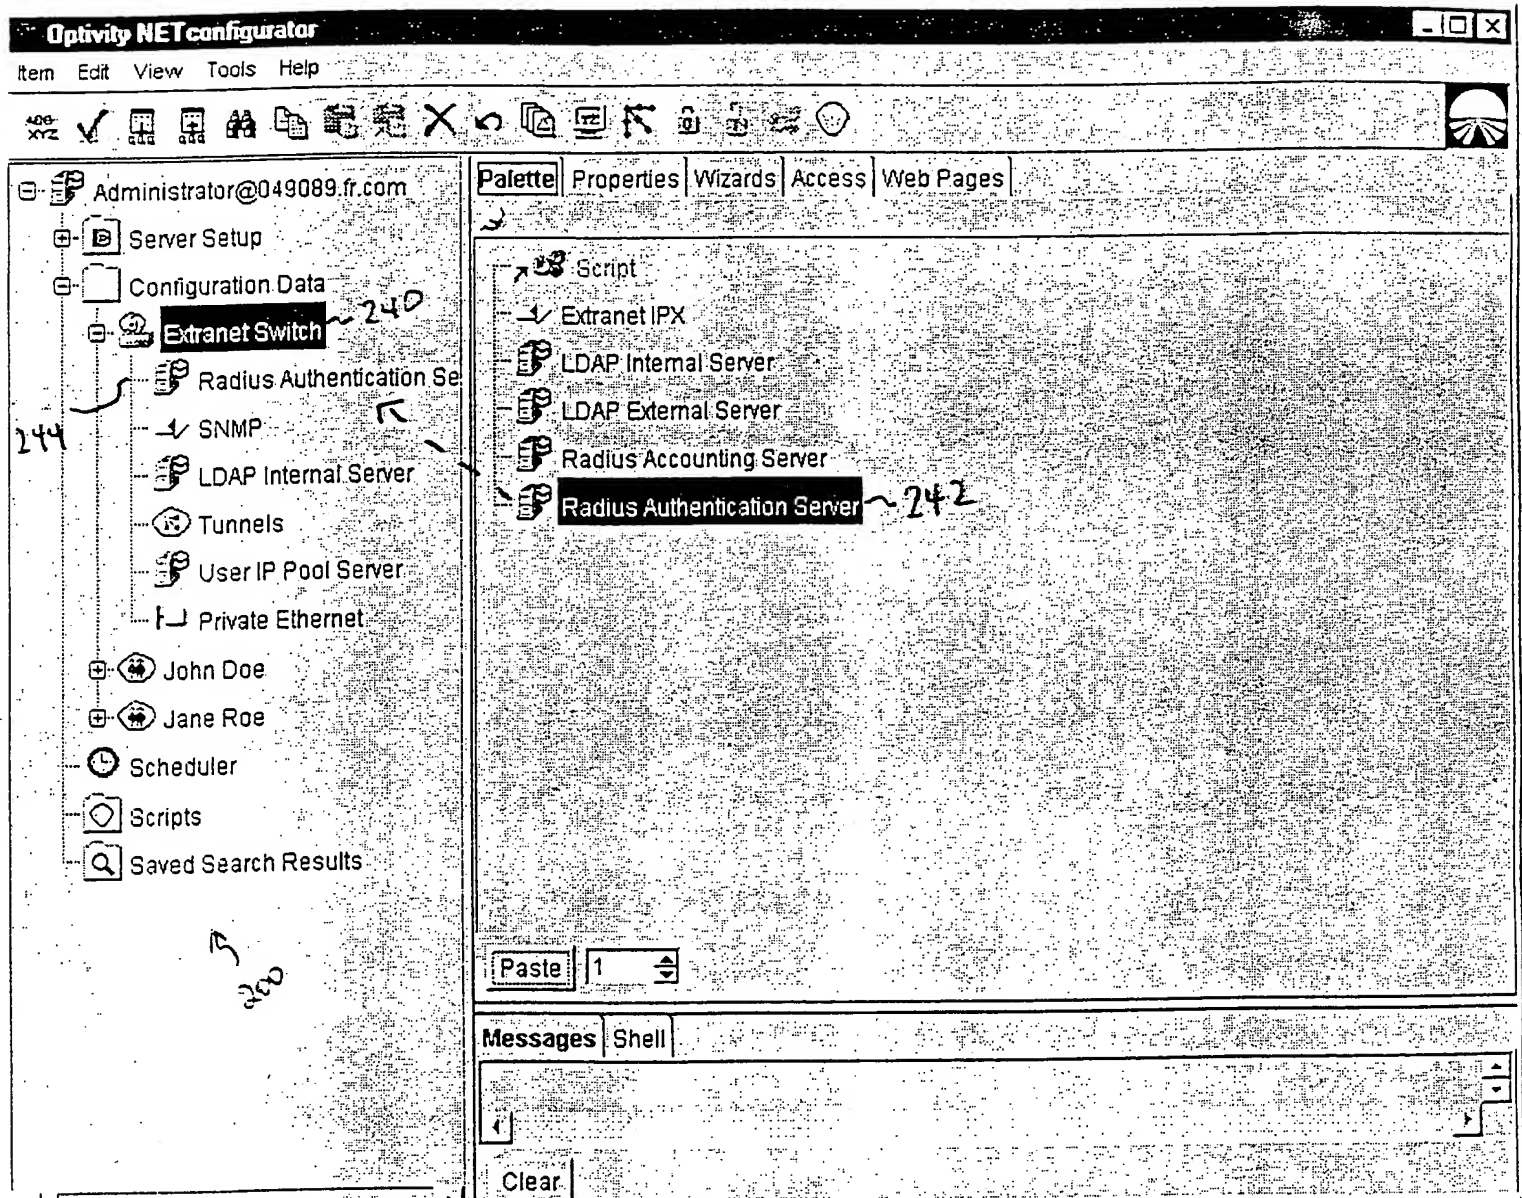 Optivity NETconfigurator
Item Edit View Tools Help
Administrator@049089.fr.com
Server Setup
Configuration Data
Extranet Switch 240
Radius Authentication Se
244
SNMP
LDAP Internal Server
Tunnels
User IP Pool Server
Private Ethernet
John Doe
Jane Roe
Scheduler
Scripts
Saved Search Results
200
Palette Properties Wizards Access Web Pages
Script
Extranet IPX
LDAP Internal Server
LDAP External Server
Radius Accounting Server
Radius Authentication Server 242
Paste 1
Messages Shell
Clear